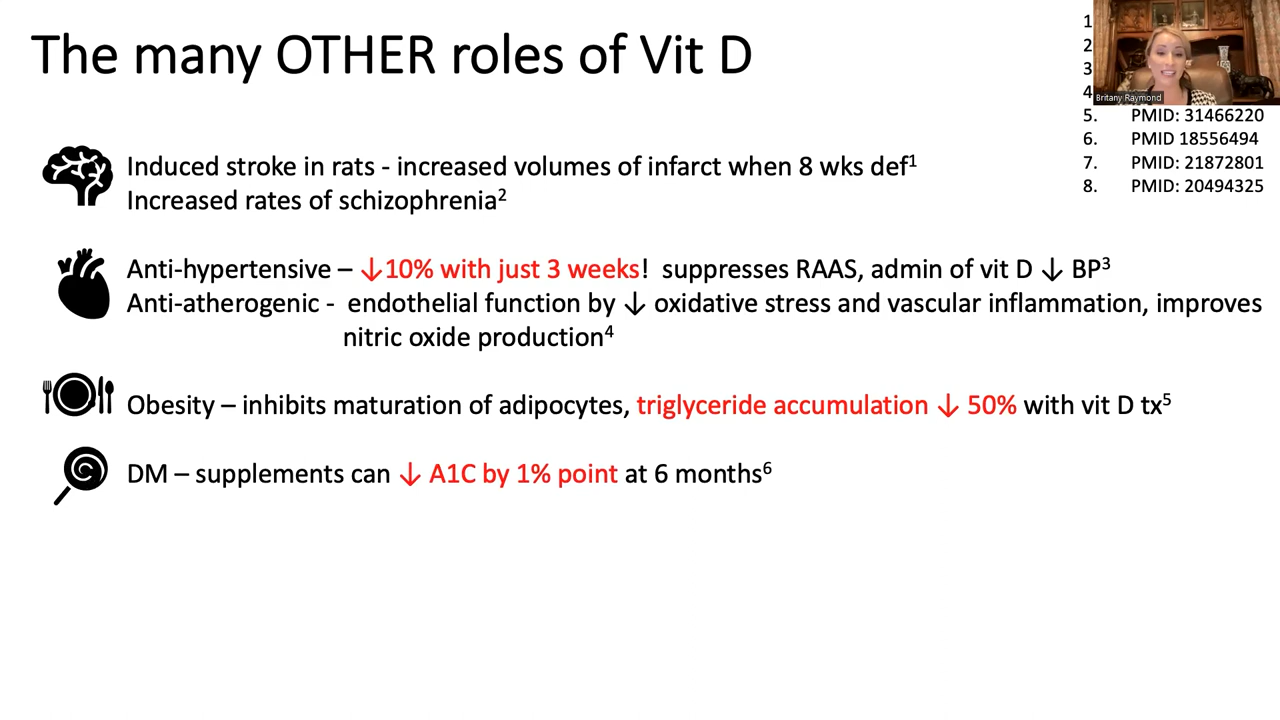 The many OTHER roles of Vit D
1
2
3
4
5. PMID: 31466220
6. PMID 18556494
7. PMID: 21872801
8. PMID: 20494325
Britany Raymond
Induced stroke in rats - increased volumes of infarct when 8 wks def¹
Increased rates of schizophrenia²
Anti-hypertensive – ↓10% with just 3 weeks! suppresses RAAS, admin of vit D ↓ BP³
Anti-atherogenic - endothelial function by ↓ oxidative stress and vascular inflammation, improves
nitric oxide production⁴
Obesity – inhibits maturation of adipocytes, triglyceride accumulation ↓ 50% with vit D tx⁵
DM – supplements can ↓ A1C by 1% point at 6 months⁶